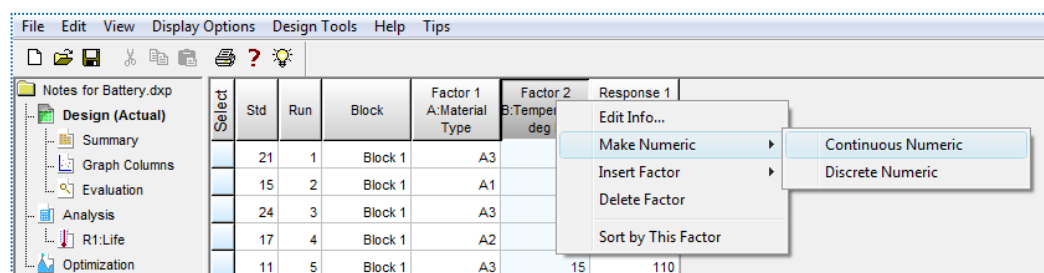 File Edit View Display Options Design Tools Help Tips
Notes for Battery.dxp
Design (Actual)
Summary
Graph Columns
Evaluation
Analysis
R1:Life
Optimization
Select Std Run Block Factor 1 A:Material Type Factor 2 B:Temper deg Response 1
21 1 Block 1 A3
15 2 Block 1 A1
24 3 Block 1 A3
17 4 Block 1 A2
11 5 Block 1 A3 15 110
Edit Info...
Make Numeric
Insert Factor
Delete Factor
Sort by This Factor
Continuous Numeric
Discrete Numeric